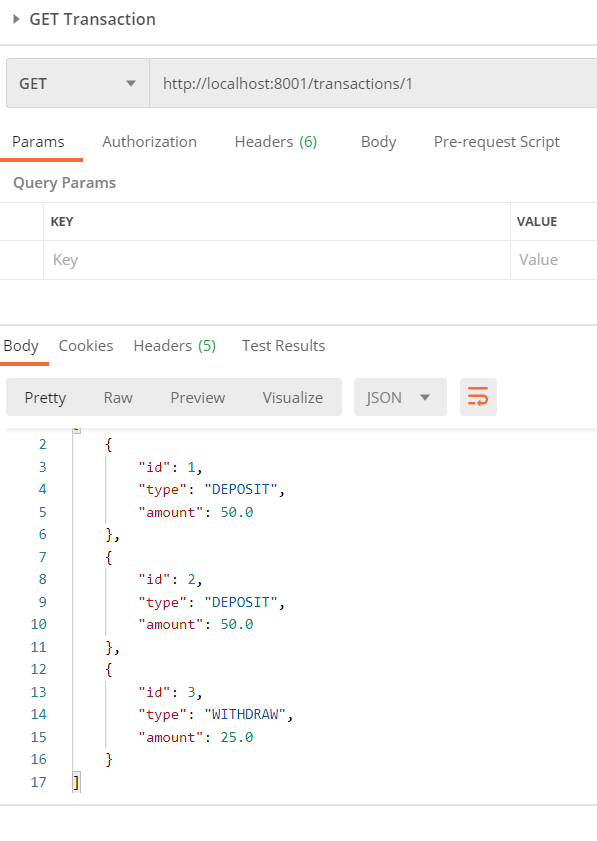 GET Transaction
GET http://localhost:8001/transactions/1
Params Authorization Headers (6) Body Pre-request Script
Query Params
KEY VALUE
Key Value
Body Cookies Headers (5) Test Results
Pretty Raw Preview Visualize JSON
2 {
3 "id": 1,
4 "type": "DEPOSIT",
5 "amount": 50.0
6 },
7 {
8 "id": 2,
9 "type": "DEPOSIT",
10 "amount": 50.0
11 },
12 {
13 "id": 3,
14 "type": "WITHDRAW",
15 "amount": 25.0
16 }
17 ]